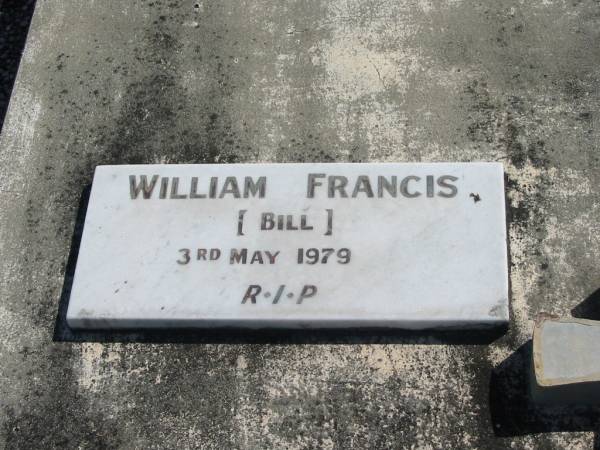 WILLIAM FRANCIS
[ BILL ]
3RD MAY 1979
R·I·P